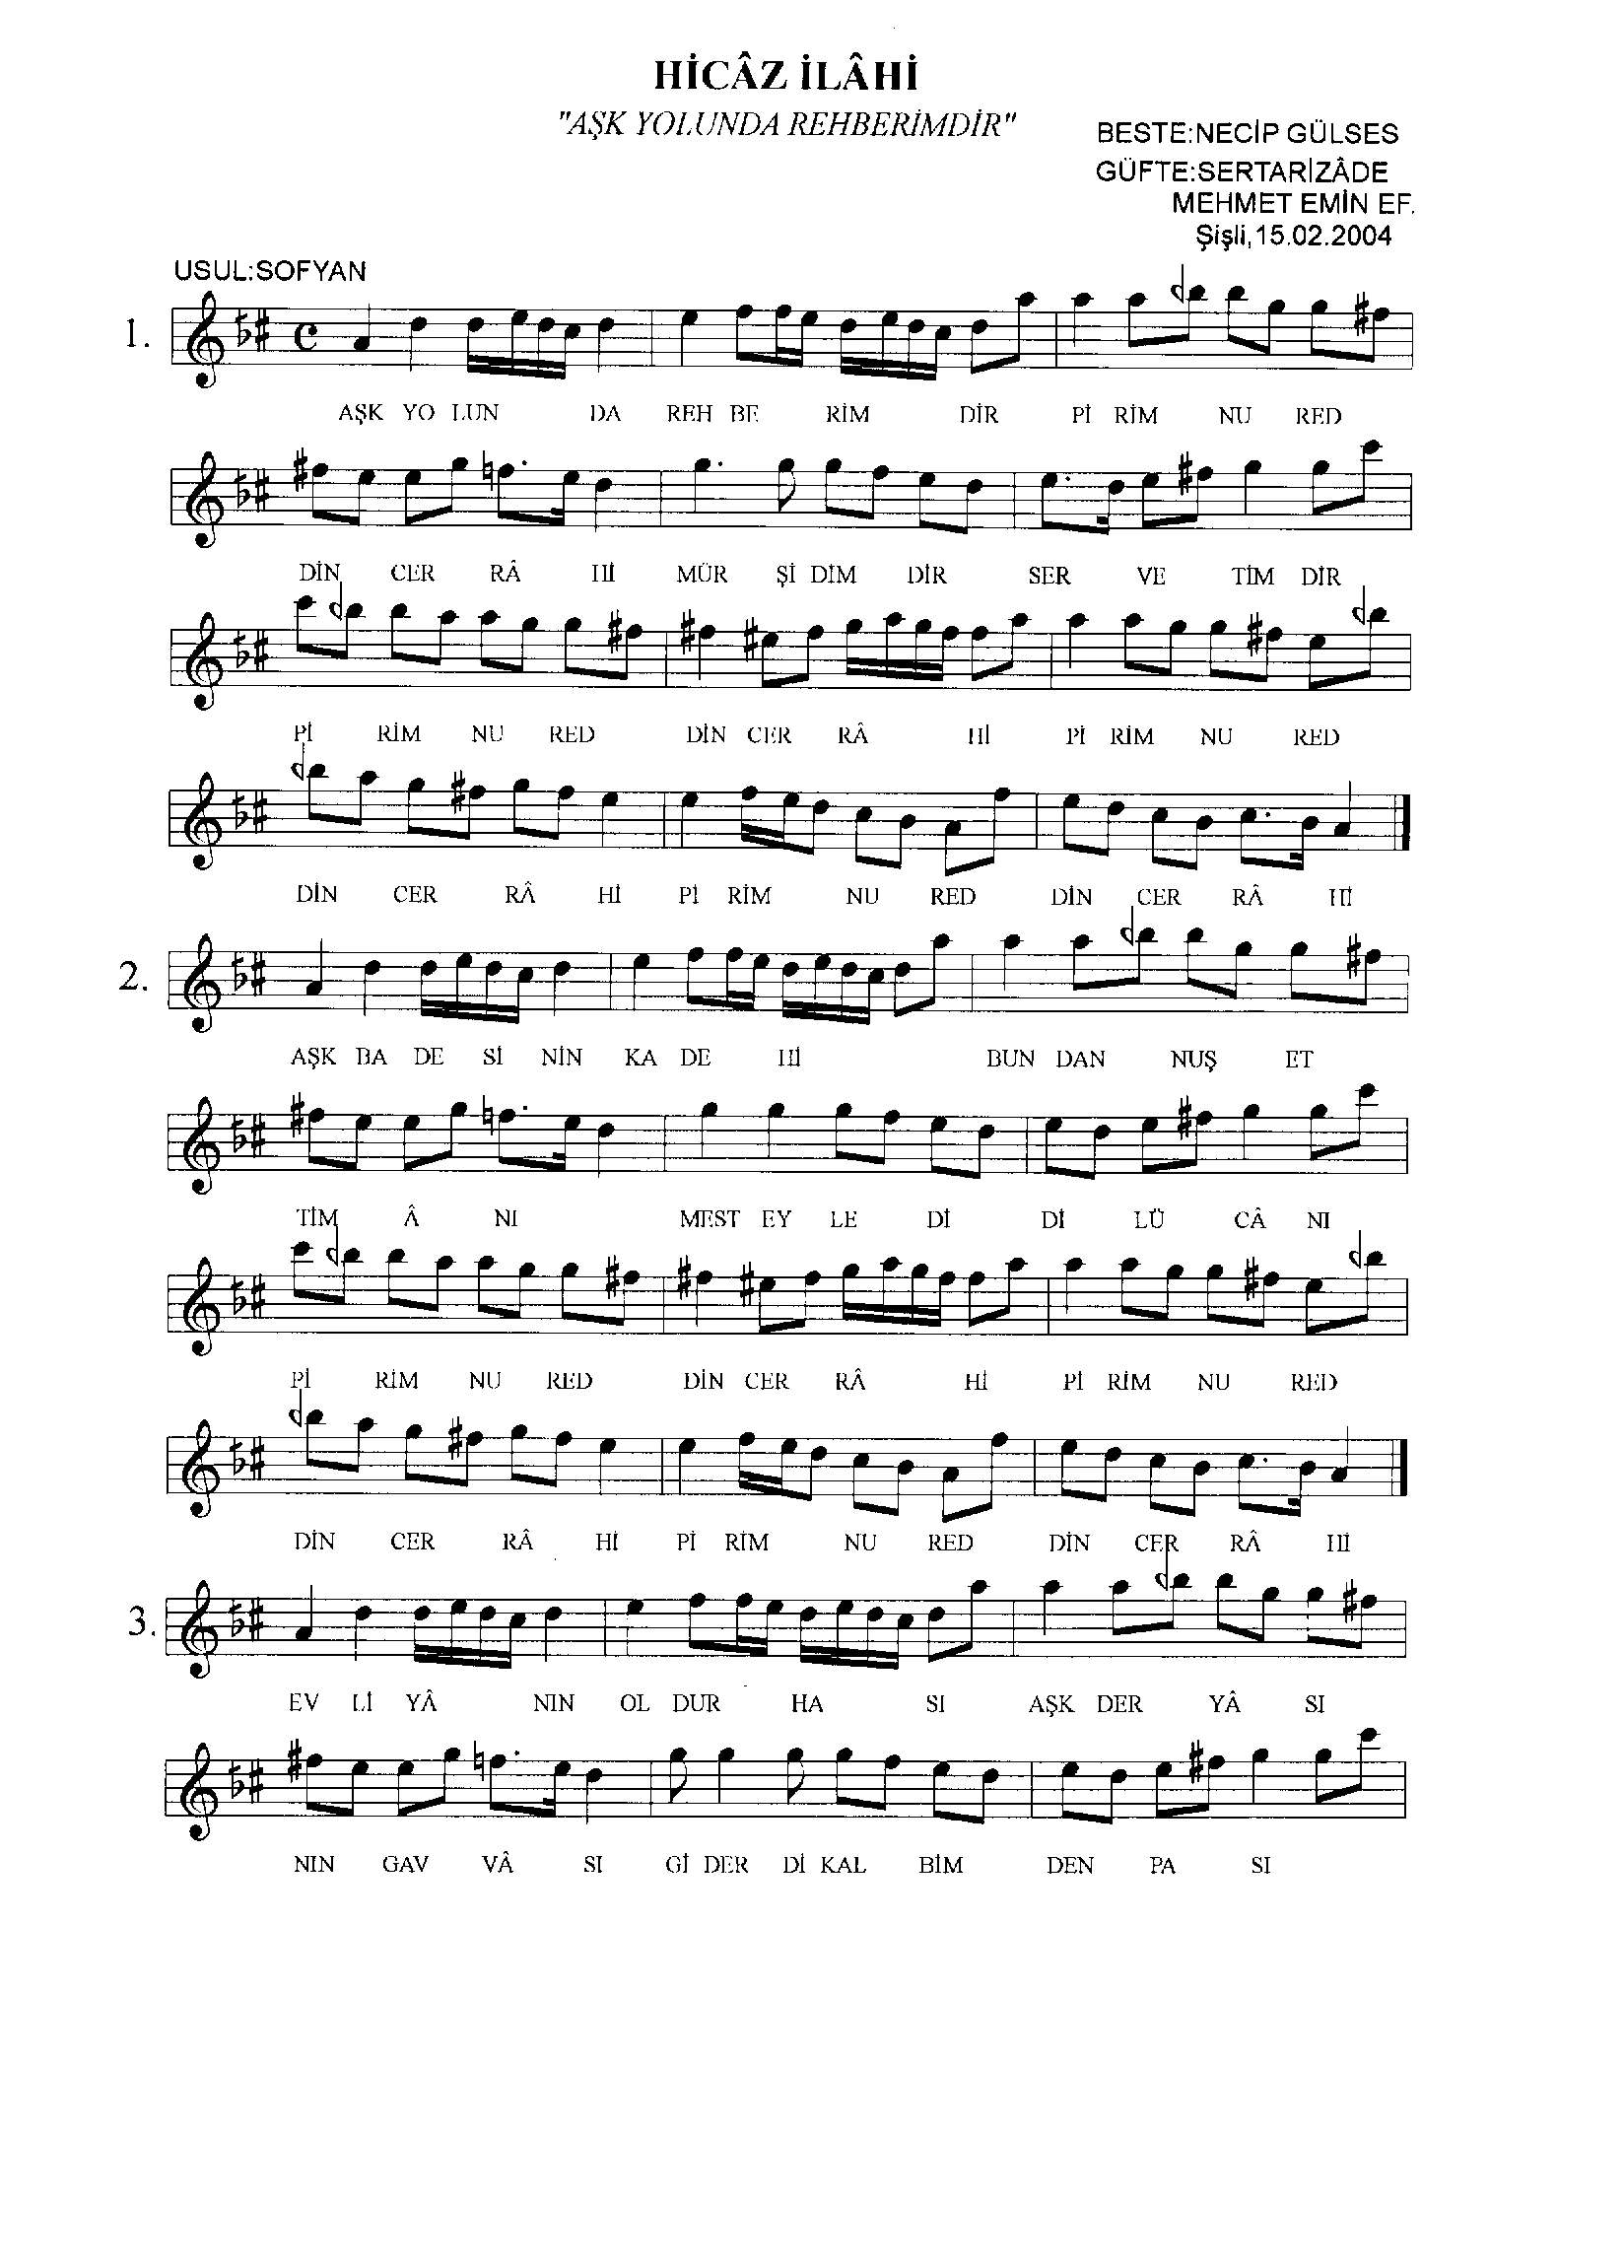 HİCÂZ İLÂHİ
"AŞK YOLUNDA REHBERİMDİR"
BESTE:NECİP GÜLSES
GÜFTE:SERTARİZÂDE
MEHMET EMİN EF.
Şişli,15.02.2004
USUL:SOFYAN
1.
AŞK YO LUN DA REH BE RİM DİR Pİ RİM NU RED
DİN CER RÂ Hİ MÜR Şİ DİM DİR SER VE TİM DİR
Pİ RİM NU RED DİN CER RÂ Hİ Pİ RİM NU RED
DİN CER RÂ Hİ Pİ RİM NU RED DİN CER RÂ Hİ
2.
AŞK BA DE Sİ NİN KA DE Hİ BUN DAN NUŞ ET
TİM Â NI MEST EY LE Dİ Dİ LÜ CÂ NI
Pİ RİM NU RED DİN CER RÂ Hİ Pİ RİM NU RED
DİN CER RÂ Hİ Pİ RİM NU RED DİN CER RÂ Hİ
3.
EV Lİ YÂ NIN OL DUR HA SI AŞK DER YÂ SI
NIN GAV VÂ SI Gİ DER Dİ KAL BİM DEN PA SI